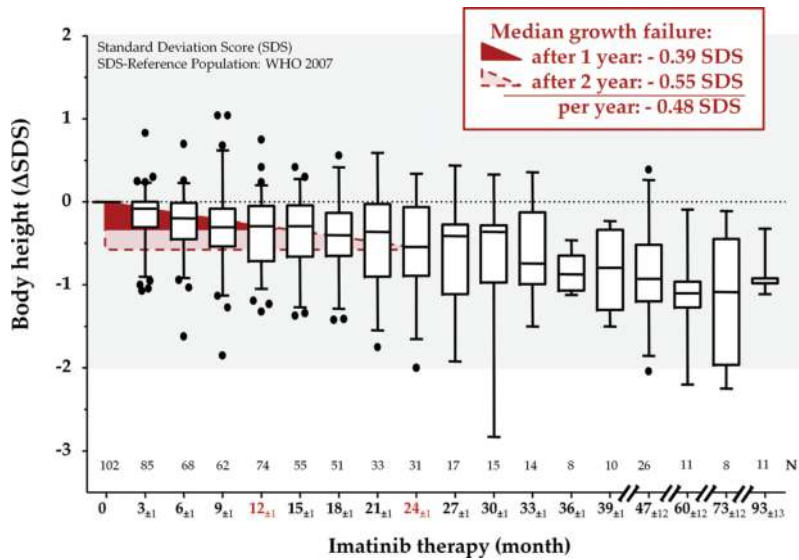 Median growth failure:
after 1 year: - 0.39 SDS
after 2 year: - 0.55 SDS
per year: - 0.48 SDS
Standard Deviation Score (SDS)
SDS-Reference Population: WHO 2007
Body height (ΔSDS)
2
1
0
-1
-2
-3
102 85 68 62 74 55 51 33 31 17 15 14 8 10 26 11 8 11 N
0 3±1 6±1 9±1 12±1 15±1 18±1 21±1 24±1 27±1 30±1 33±1 36±1 39±1 47±12 60±12 73±12 93±13
Imatinib therapy (month)